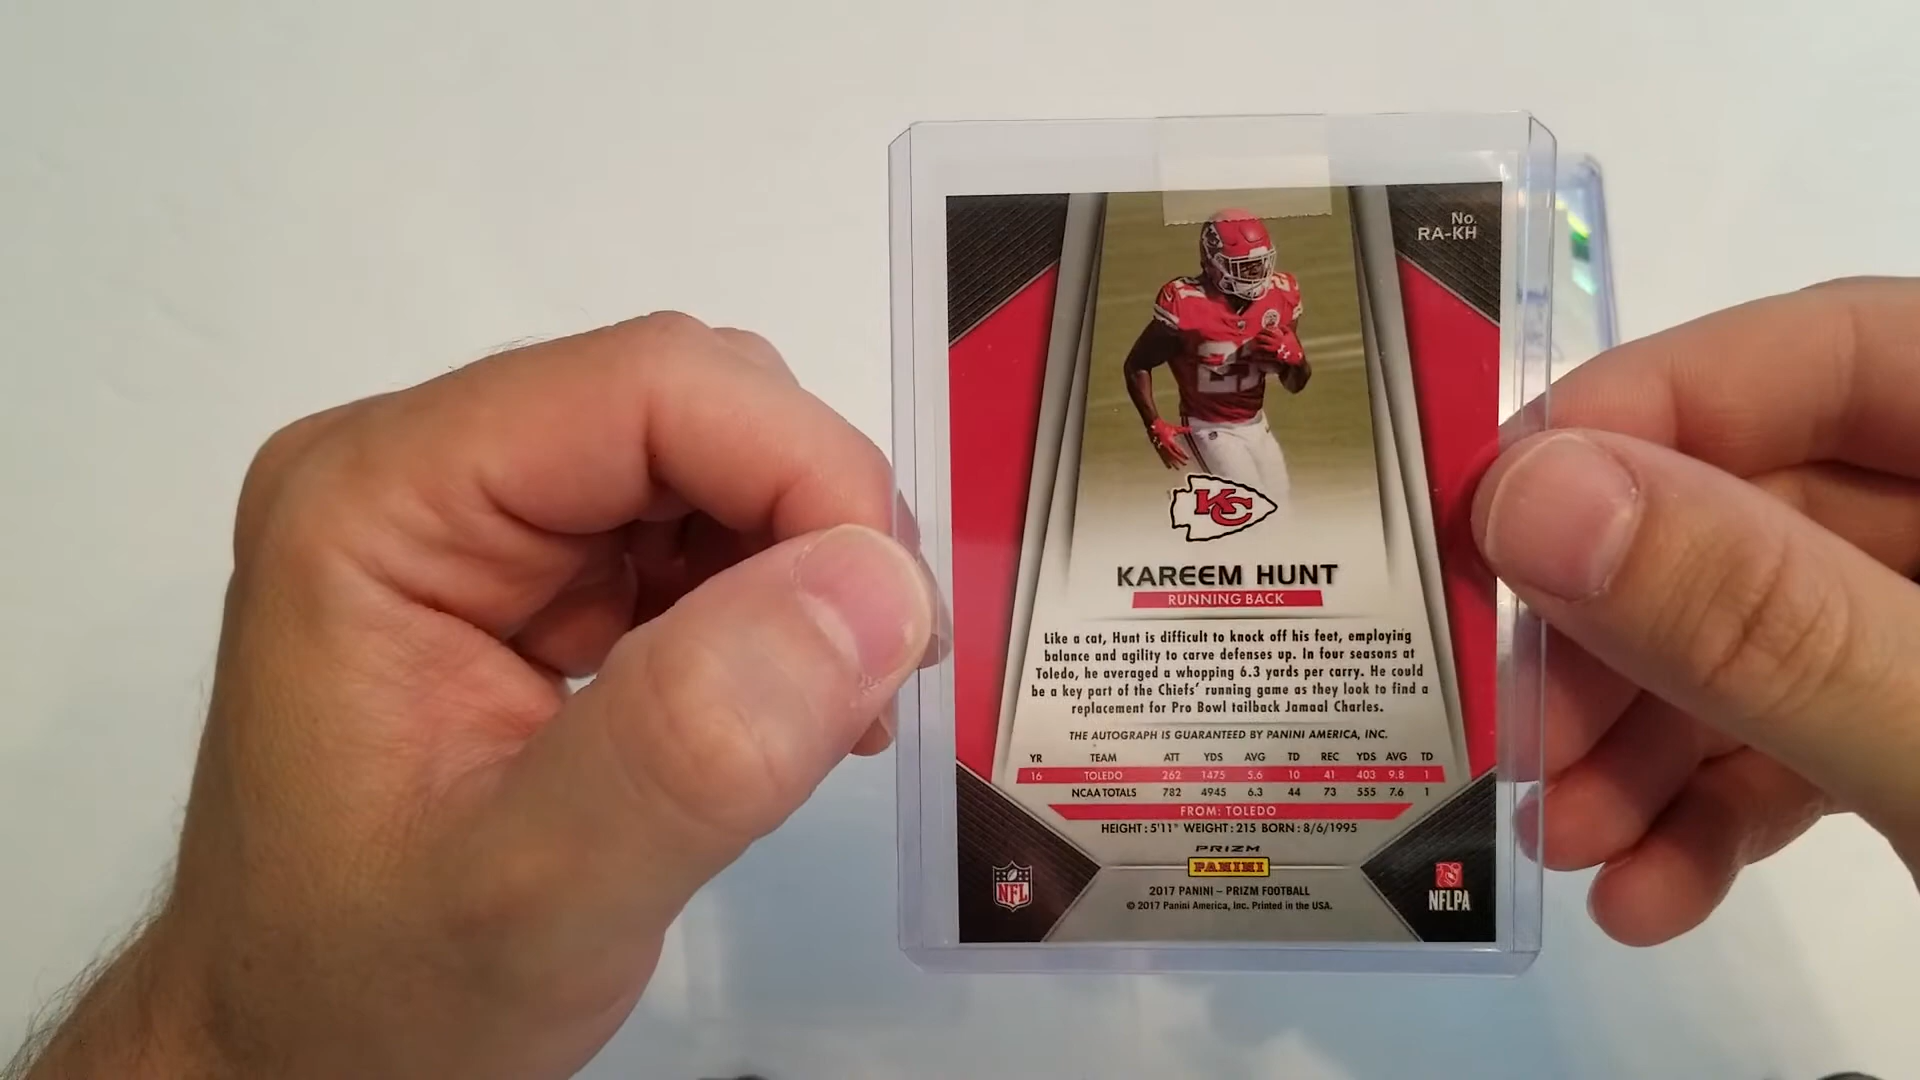 No.
RA-KH
KC
KAREEM HUNT
RUNNING BACK
Like a cat, Hunt is difficult to knock off his feet, employing
balance and agility to carve defenses up. In four seasons at
Toledo, he averaged a whopping 6.3 yards per carry. He could
be a key part of the Chiefs' running game as they look to find a
replacement for Pro Bowl tailback Jamaal Charles.
THE AUTOGRAPH IS GUARANTEED BY PANINI AMERICA, INC.
YR TEAM ATT YDS AVG TD REC YDS AVG TD
16 TOLEDO 262 1475 5.6 10 41 403 9.8 1
NCAA TOTALS 782 4945 6.3 44 73 555 7.6 1
FROM: TOLEDO
HEIGHT: 5'11" WEIGHT: 215 BORN: 8/6/1995
PRIZM
PANINI
2017 PANINI – PRIZM FOOTBALL
© 2017 Panini America, Inc. Printed in the USA.
NFL
NFLPA